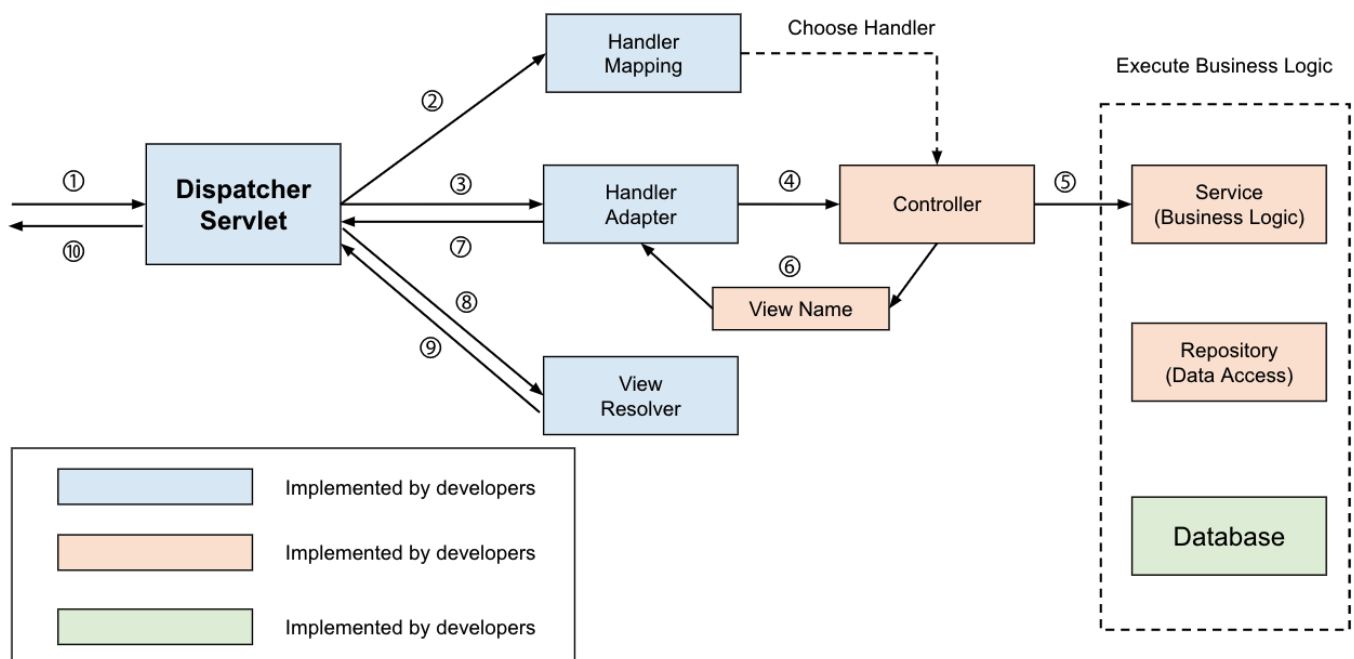 Choose Handler
Handler
Mapping
Execute Business Logic
②
①
Dispatcher
Servlet
③
Handler
Adapter
④
Controller
⑤
Service
(Business Logic)
⑩
⑦
⑥
View Name
⑧
⑨
View
Resolver
Repository
(Data Access)
Implemented by developers
Implemented by developers
Implemented by developers
Database